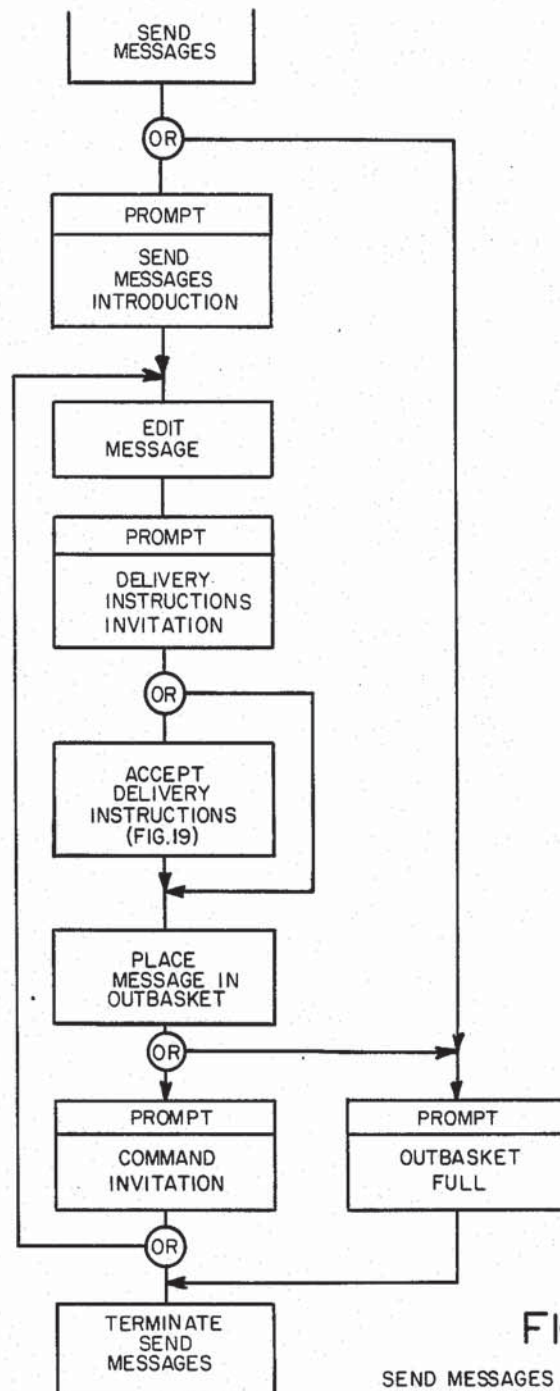 SEND
MESSAGES
OR
PROMPT
SEND
MESSAGES
INTRODUCTION
EDIT
MESSAGE
PROMPT
DELIVERY
INSTRUCTIONS
INVITATION
OR
ACCEPT
DELIVERY
INSTRUCTIONS
(FIG.19)
PLACE
MESSAGE IN
OUTBASKET
OR
PROMPT
COMMAND
INVITATION
PROMPT
OUTBASKET
FULL
OR
TERMINATE
SEND
MESSAGES
SEND MESSAGES